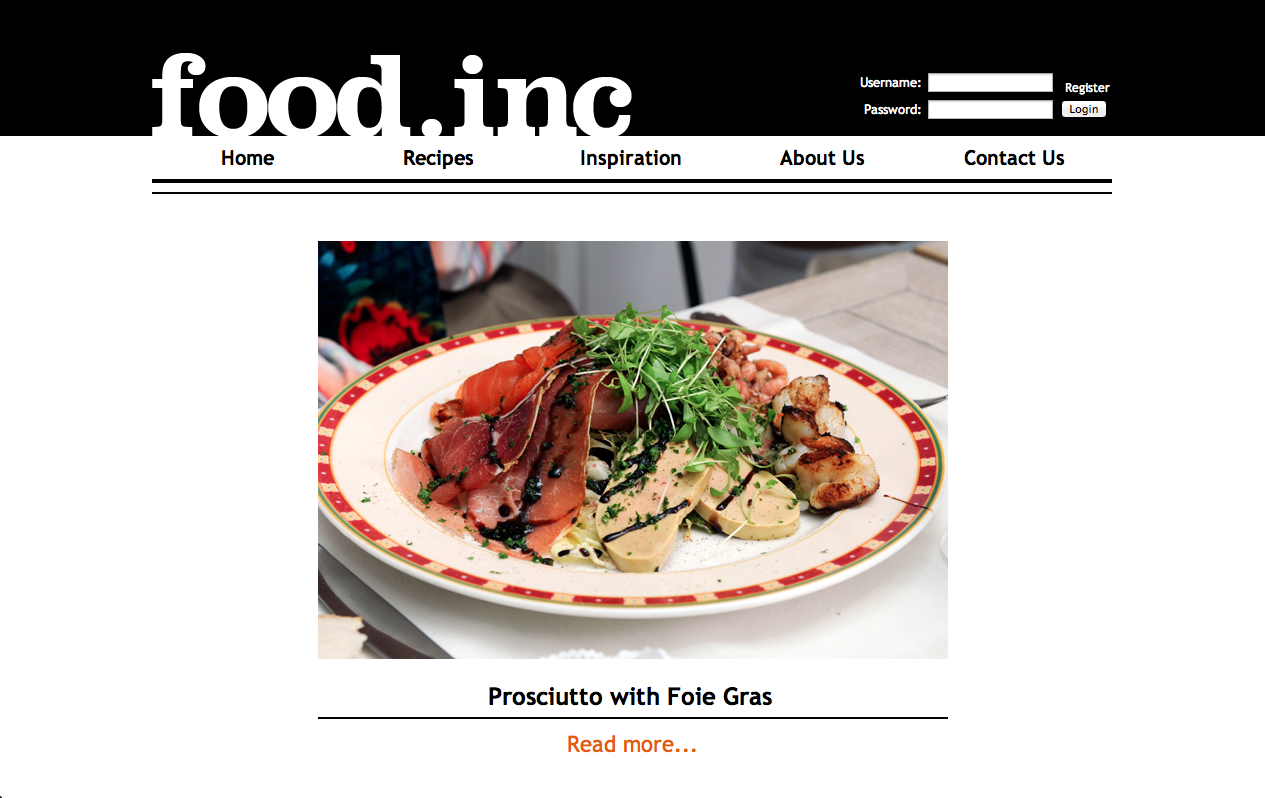 food.inc
Username:
Register
Password:
Login
Home Recipes Inspiration About Us Contact Us
Prosciutto with Foie Gras
Read more...